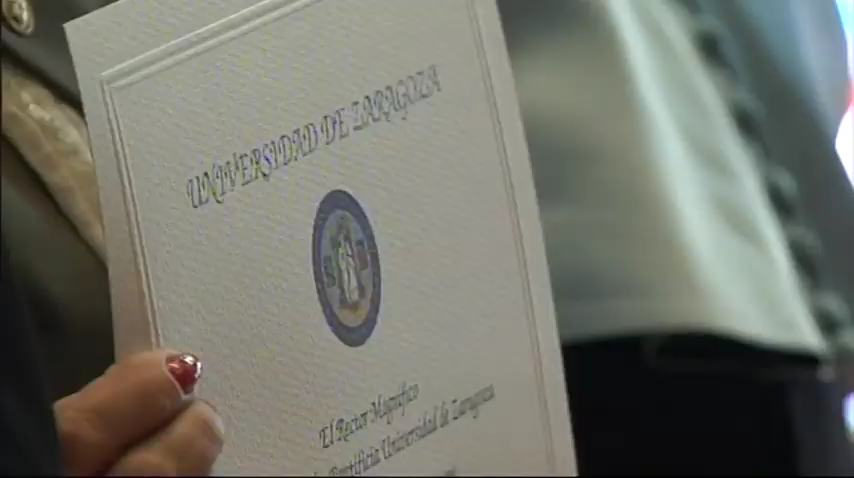 UNIVERSIDAD DE ZARAGOZA
El Rector Magnífico
Pontificia Universidad de Zaragoza